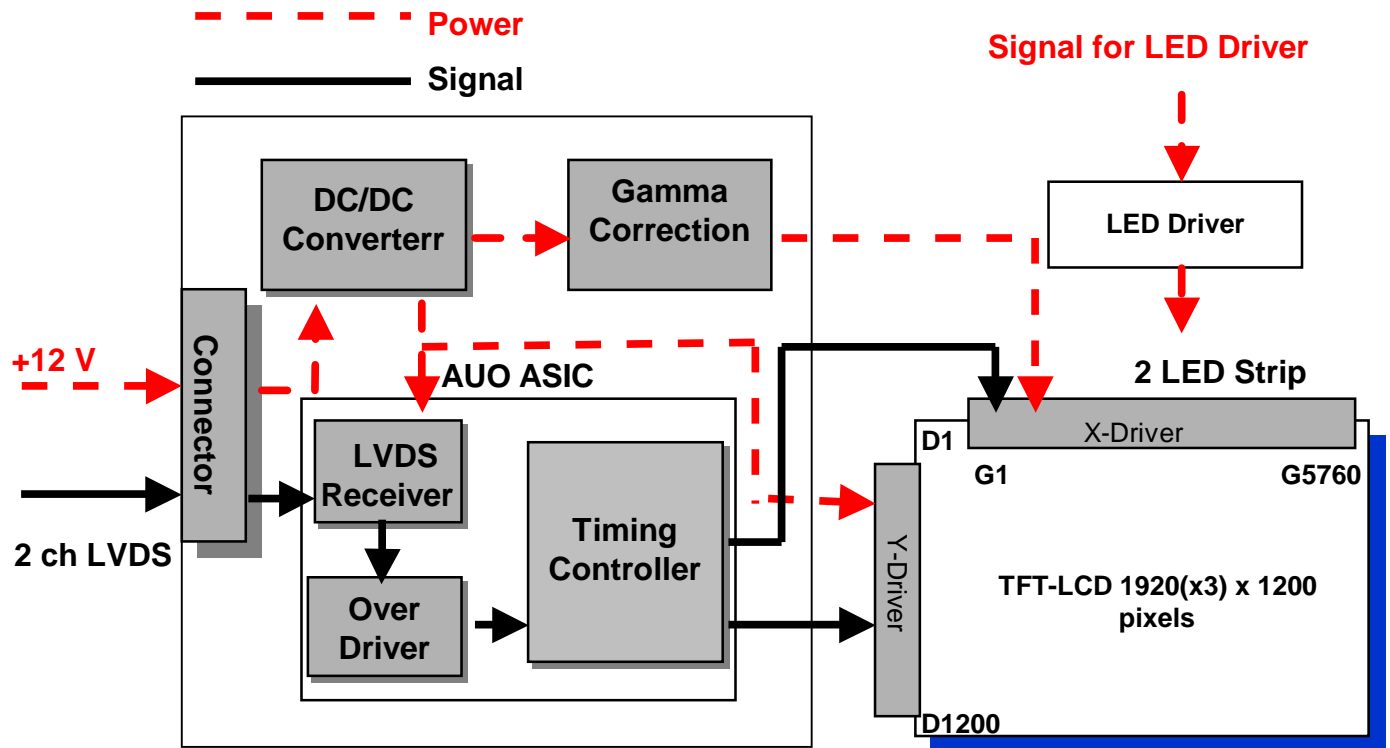 Power
Signal
Signal for LED Driver
DC/DC
Converterr
Gamma
Correction
LED Driver
+12 V
Connector
AUO ASIC
2 LED Strip
X-Driver
D1
G1
G5760
LVDS
Receiver
Timing
Controller
2 ch LVDS
Over
Driver
Y-Driver
TFT-LCD 1920(x3) x 1200
pixels
D1200